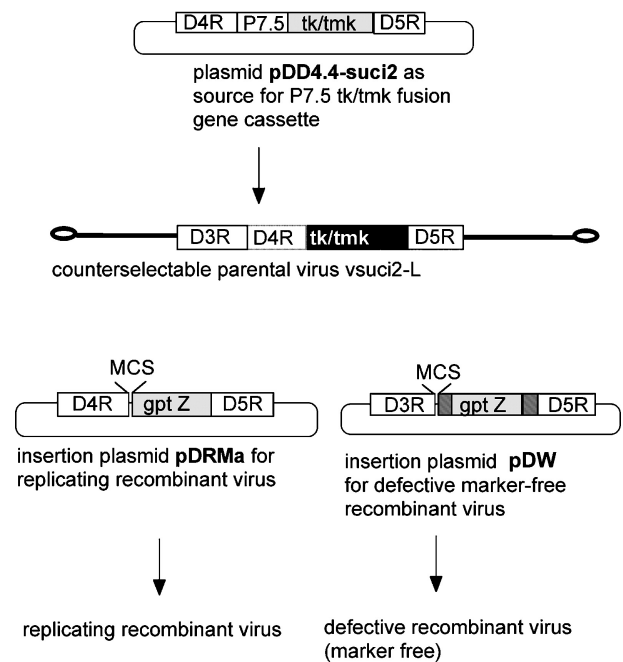 D4R P7.5 tk/tmk D5R
plasmid pDD4.4-suci2 as
source for P7.5 tk/tmk fusion
gene cassette
D3R D4R tk/tmk D5R
counterselectable parental virus vsuci2-L
MCS
D4R gpt Z D5R
insertion plasmid pDRMa for
replicating recombinant virus
replicating recombinant virus
MCS
D3R gpt Z D5R
insertion plasmid pDW
for defective marker-free
recombinant virus
defective recombinant virus
(marker free)